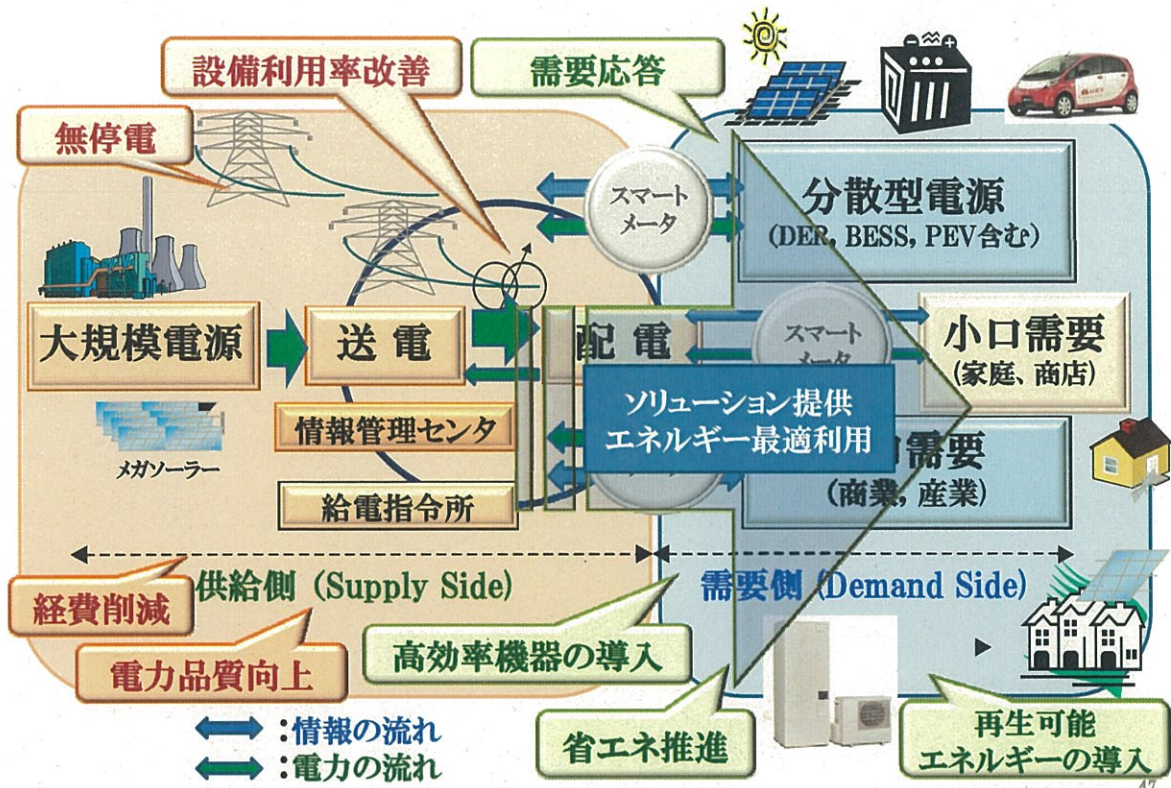 設備利用率改善
需要応答
無停電
スマート
メータ
分散型電源
(DER, BESS, PEV含む)
大規模電源
送電
配電
スマート
メータ
小口需要
(家庭、商店)
ソリューション提供
エネルギー最適利用
情報管理センタ
メガソーラー
需要
(商業, 産業)
給電指令所
供給側 (Supply Side)
需要側 (Demand Side)
経費削減
電力品質向上
高効率機器の導入
省エネ推進
再生可能
エネルギーの導入
:情報の流れ
:電力の流れ